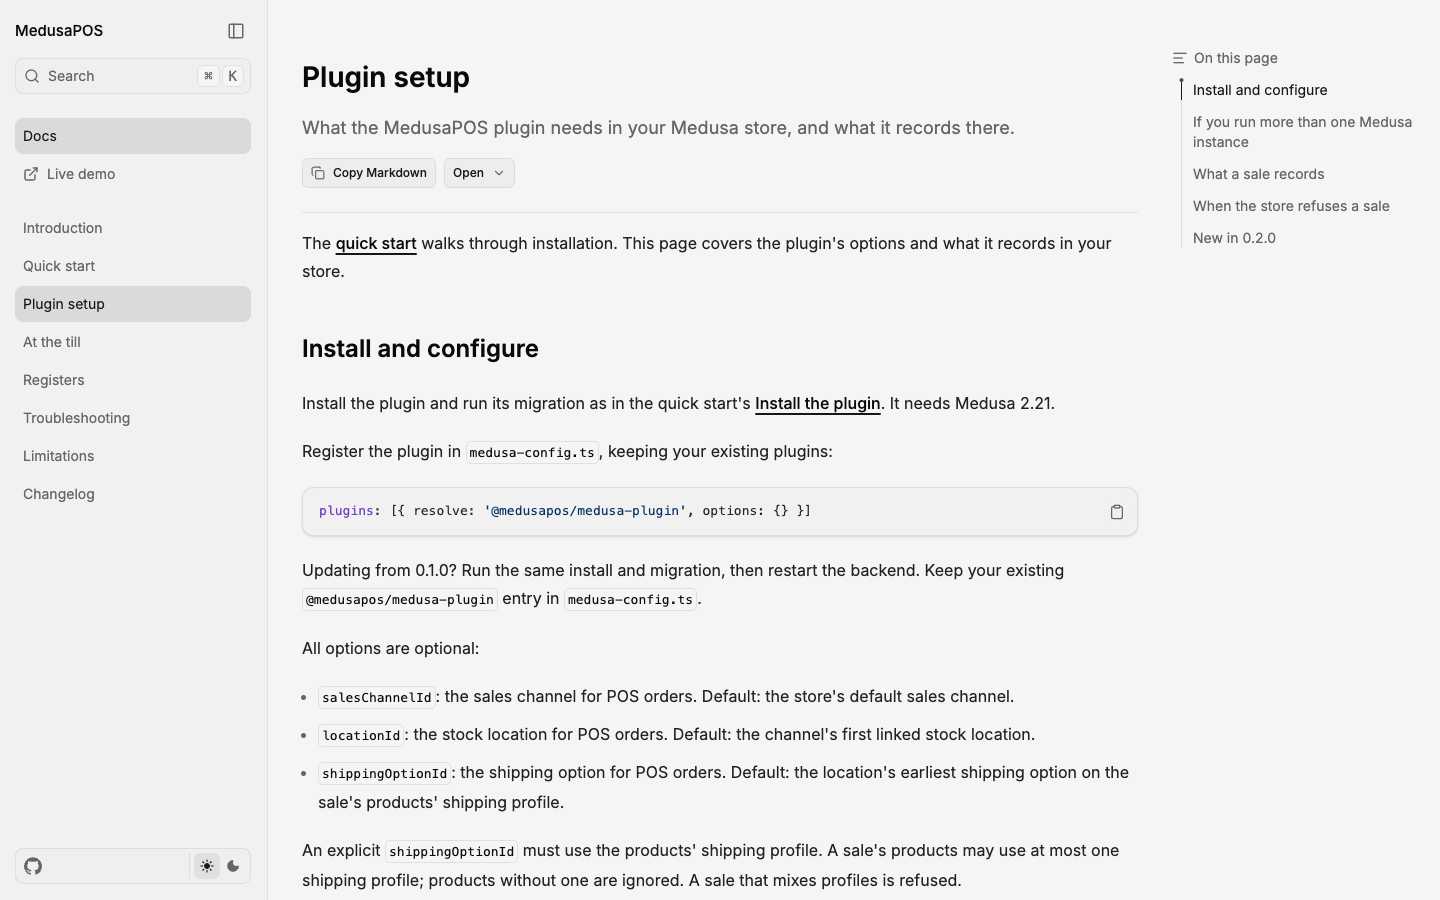 MedusaPOS
Search
⌘ K
Docs
Live demo
Introduction
Quick start
Plugin setup
At the till
Registers
Troubleshooting
Limitations
Changelog
Plugin setup
What the MedusaPOS plugin needs in your Medusa store, and what it records there.
Copy Markdown
Open
The quick start walks through installation. This page covers the plugin's options and what it records in your
store.
Install and configure
Install the plugin and run its migration as in the quick start's Install the plugin. It needs Medusa 2.21.
Register the plugin in medusa-config.ts, keeping your existing plugins:
plugins: [{ resolve: '@medusapos/medusa-plugin', options: {} }]
Updating from 0.1.0? Run the same install and migration, then restart the backend. Keep your existing
@medusapos/medusa-plugin entry in medusa-config.ts.
All options are optional:
• salesChannelId: the sales channel for POS orders. Default: the store's default sales channel.
• locationId: the stock location for POS orders. Default: the channel's first linked stock location.
• shippingOptionId: the shipping option for POS orders. Default: the location's earliest shipping option on the
sale's products' shipping profile.
An explicit shippingOptionId must use the products' shipping profile. A sale's products may use at most one
shipping profile; products without one are ignored. A sale that mixes profiles is refused.
On this page
Install and configure
If you run more than one Medusa
instance
What a sale records
When the store refuses a sale
New in 0.2.0